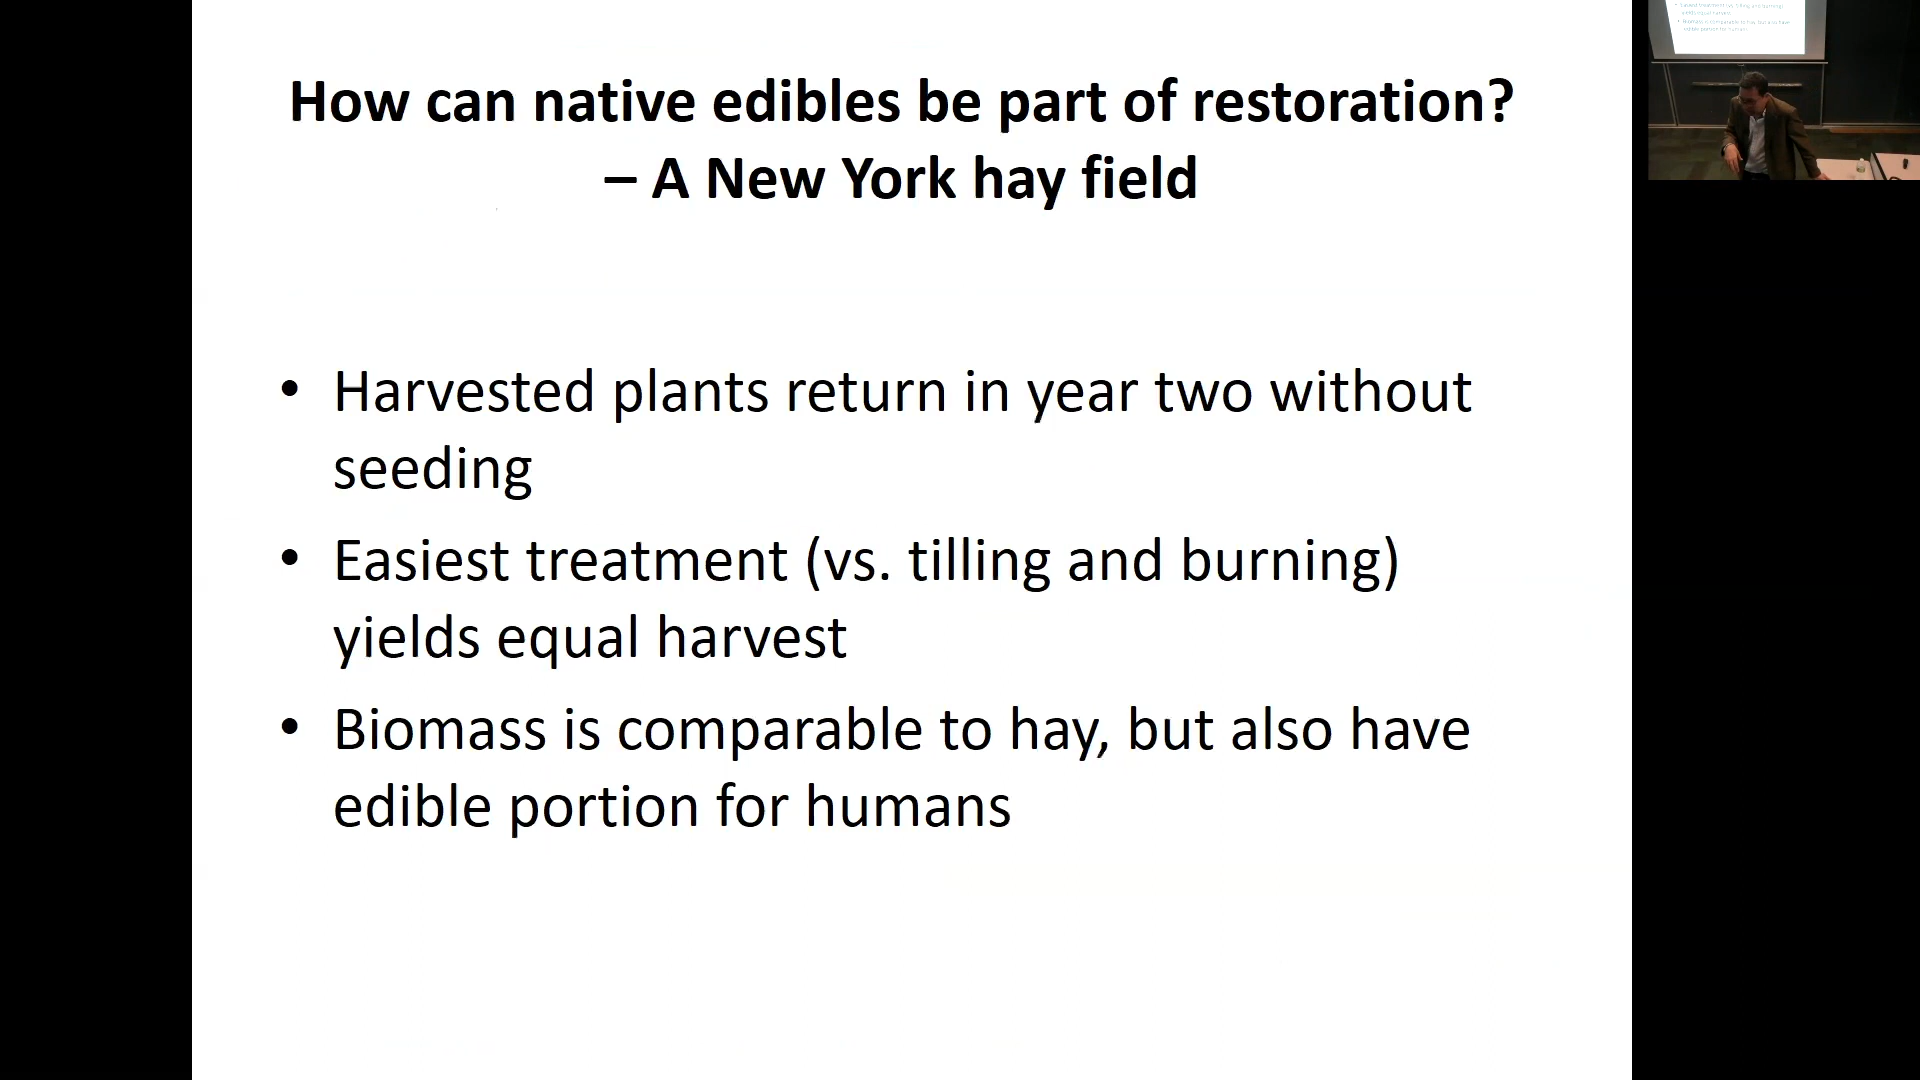 How can native edibles be part of restoration?
– A New York hay field
• Harvested plants return in year two without
seeding
• Easiest treatment (vs. tilling and burning)
yields equal harvest
• Biomass is comparable to hay, but also have
edible portion for humans